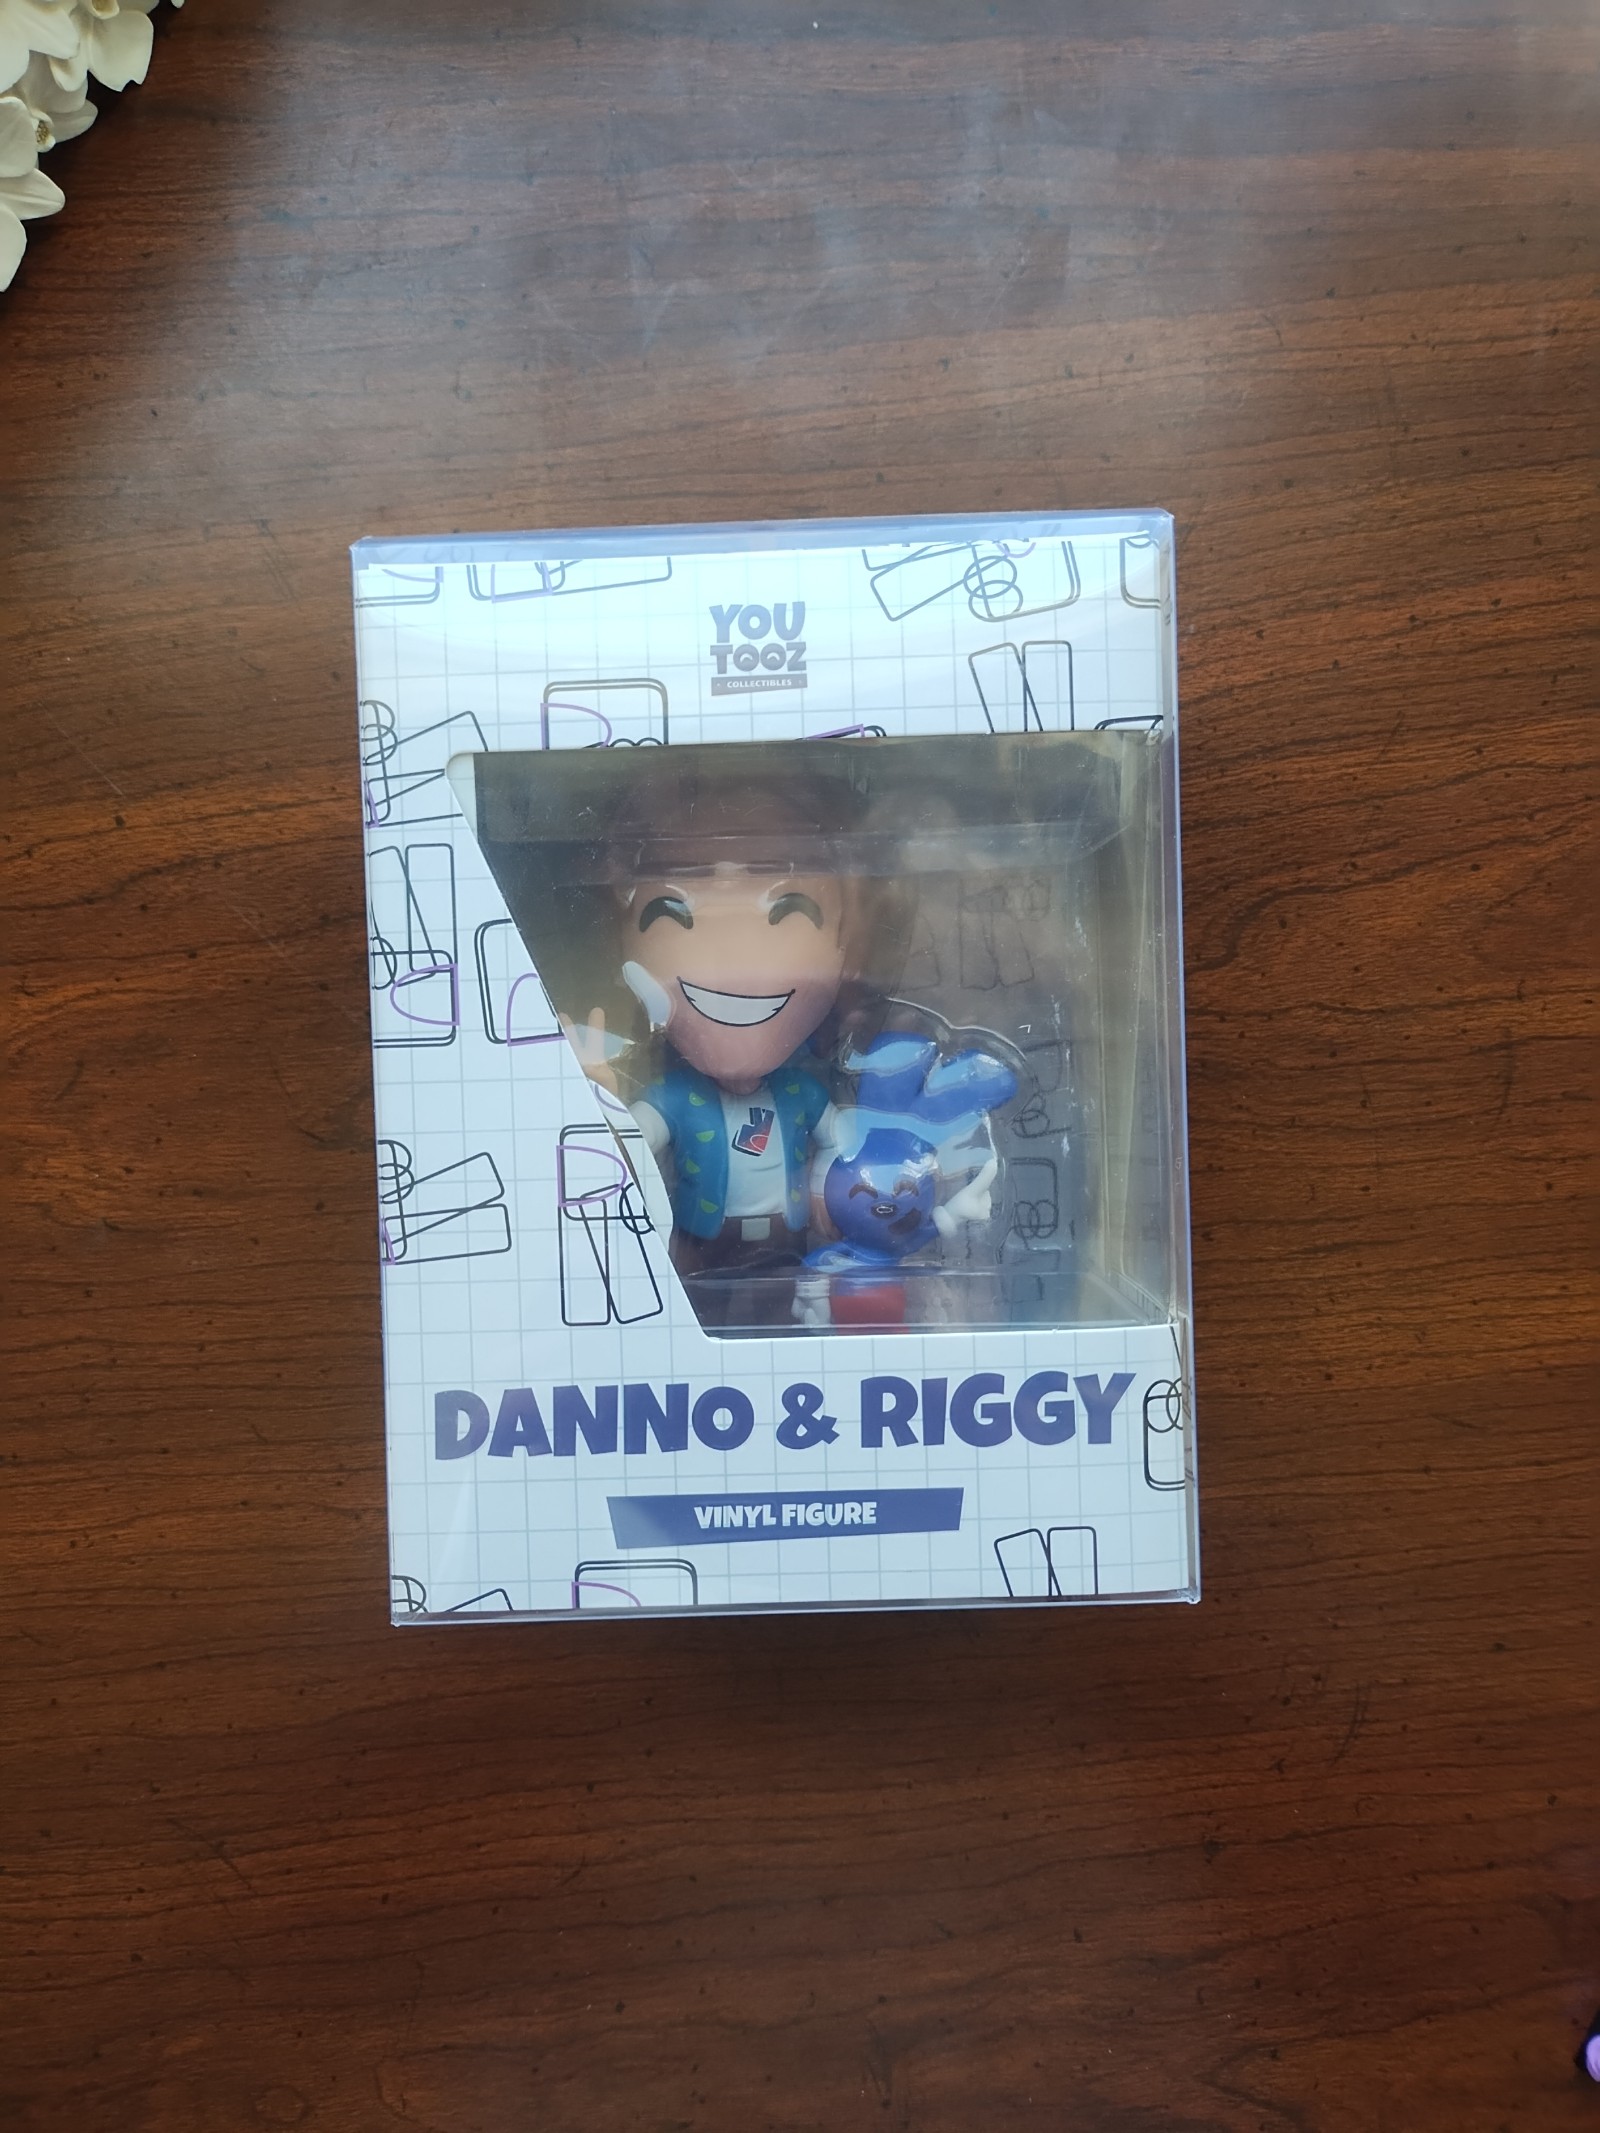 YOU
TOOZ
COLLECTIBLES
DANNO & RIGGY
VINYL FIGURE